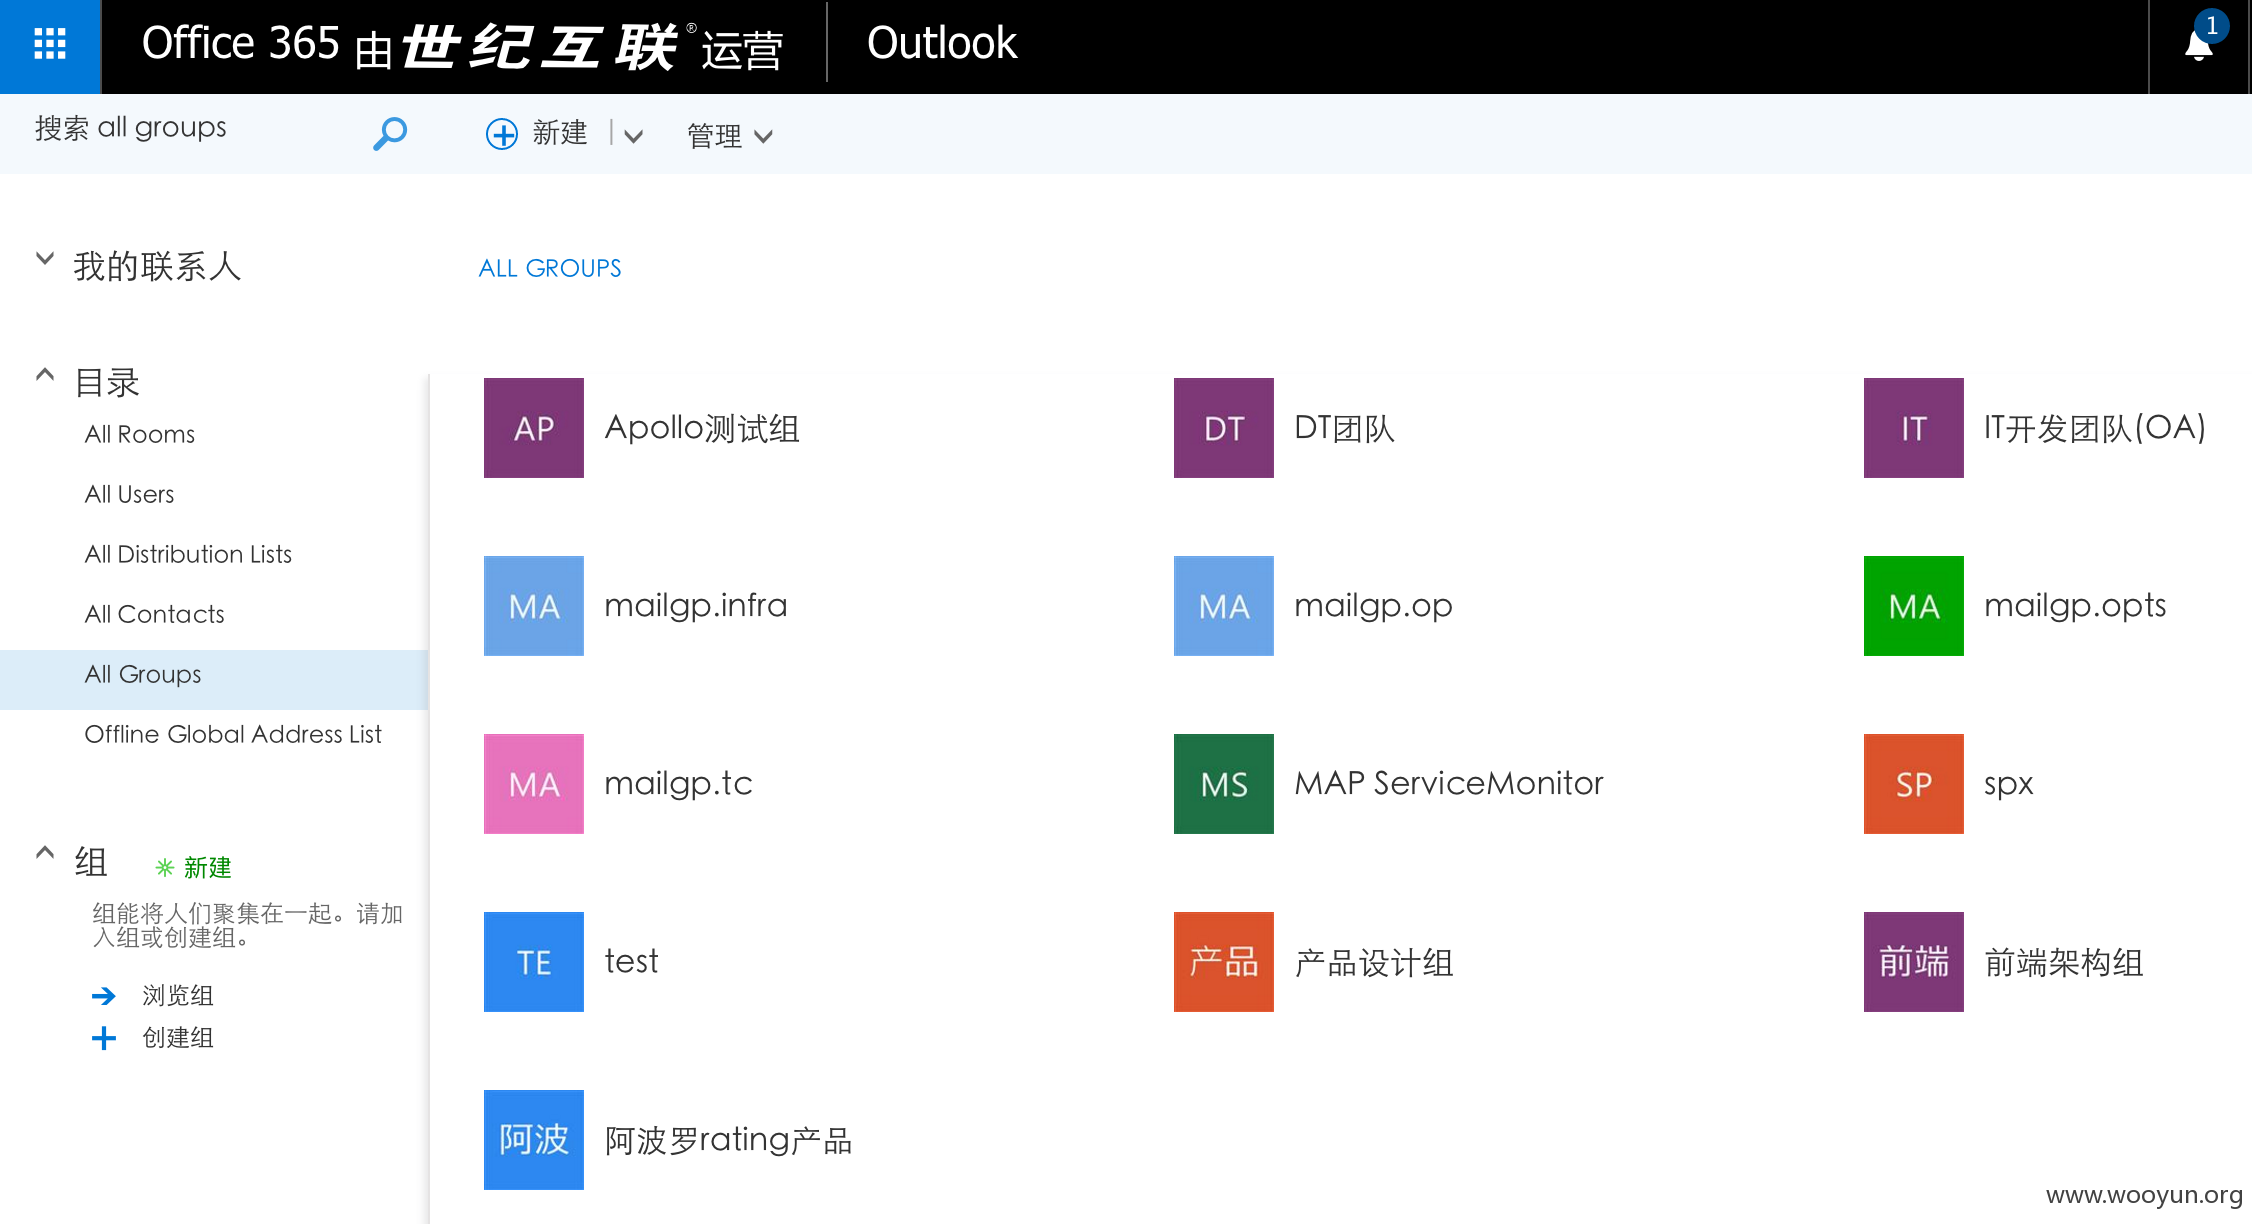 Office 365 由世纪互联®运营
Outlook
1
搜索 all groups
新建
管理
我的联系人
ALL GROUPS
目录
All Rooms
All Users
All Distribution Lists
All Contacts
All Groups
Offline Global Address List
组
新建
组能将人们聚集在一起。请加
入组或创建组。
浏览组
创建组
AP
Apollo测试组
DT
DT团队
IT
IT开发团队(OA)
MA
mailgp.infra
MA
mailgp.op
MA
mailgp.opts
MA
mailgp.tc
MS
MAP ServiceMonitor
SP
spx
TE
test
产品
产品设计组
前端
前端架构组
阿波
阿波罗rating产品
www.wooyun.org